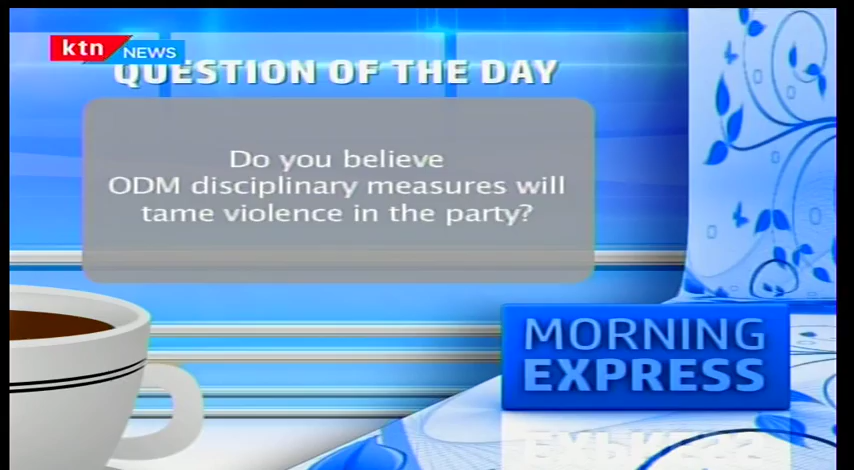 ktn NEWS
QUESTION OF THE DAY
Do you believe
ODM disciplinary measures will
tame violence in the party?
MORNING
EXPRESS